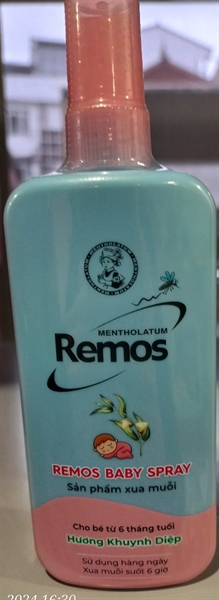 MENTHOLATUM
Remos
REMOS BABY SPRAY
Sản phẩm xua muỗi
Cho bé từ 6 tháng tuổi
Hương Khuynh Diệp
Sử dụng hàng ngày
Xua muỗi suốt 6 giờ
2024 16:30